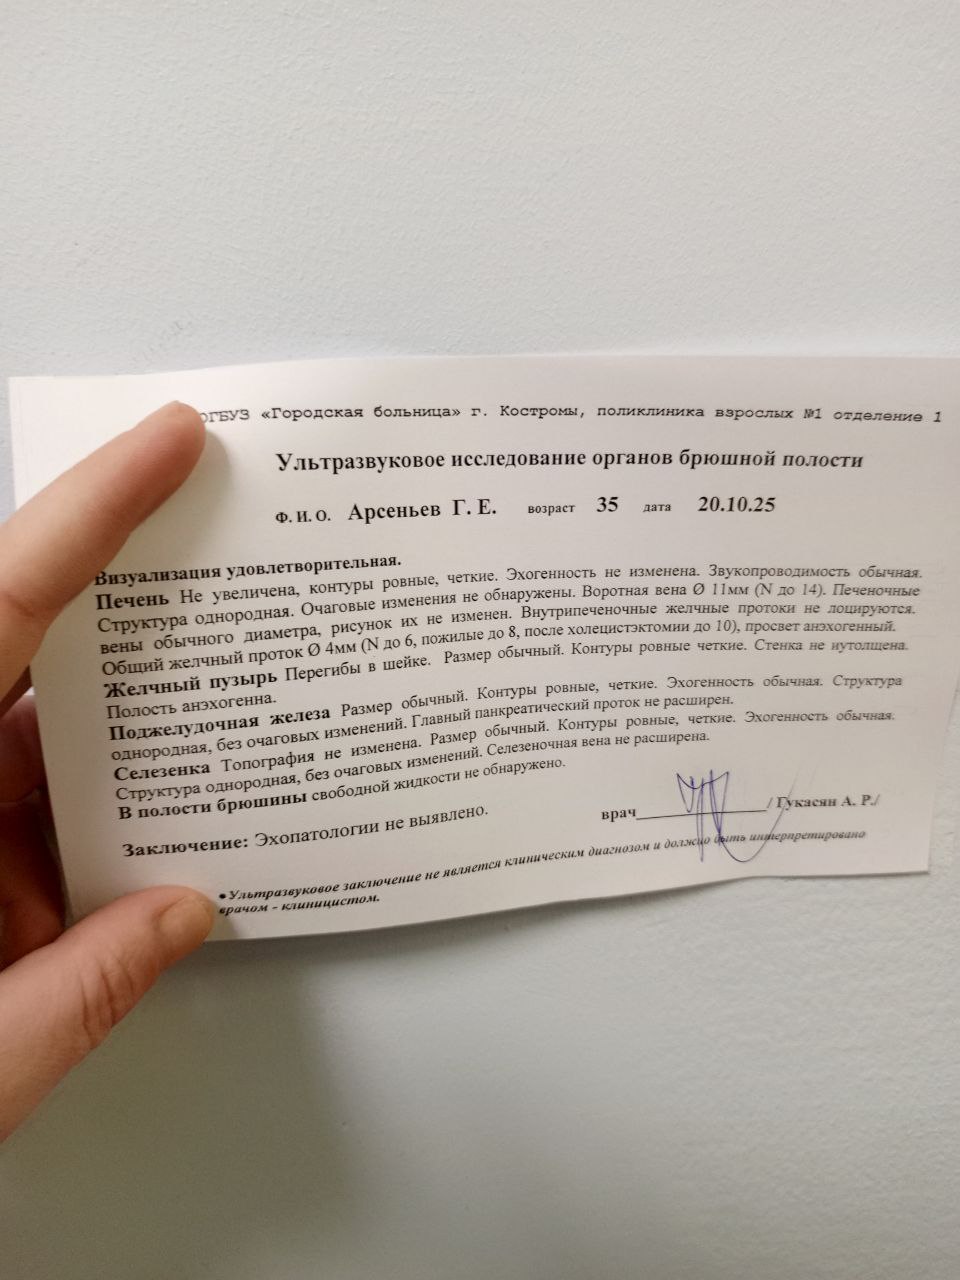 ОГБУЗ «Городская больница» г. Костромы, поликлиника взрослых №1 отделение 1
Ультразвуковое исследование органов брюшной полости
Ф. И. О. Арсеньев Г. Е. возраст 35 дата 20.10.25
Визуализация удовлетворительная.
Печень Не увеличена, контуры ровные, четкие. Эхогенность не изменена. Звукопроводимость обычная.
Структура однородная. Очаговые изменения не обнаружены. Воротная вена Ø 11мм (N до 14). Печеночные
вены обычного диаметра, рисунок их не изменен. Внутрипеченочные желчные протоки не лоцируются.
Общий желчный проток Ø 4мм (N до 6, пожилые до 8, после холецистэктомии до 10), просвет анэхогенный.
Желчный пузырь Перегибы в шейке. Размер обычный. Контуры ровные четкие. Стенка не иутолщена.
Полость анэхогенна.
Поджелудочная железа Размер обычный. Контуры ровные, четкие. Эхогенность обычная. Структура
однородная, без очаговых изменений. Главный панкреатический проток не расширен.
Селезенка Топография не изменена. Размер обычный. Контуры ровные, четкие. Эхогенность обычная.
Структура однородная, без очаговых изменений. Селезеночная вена не расширена.
В полости брюшины свободной жидкости не обнаружено.
врач / Гукасян А. Р./
Заключение: Эхопатологии не выявлено.
• Ультразвуковое заключение не является клиническим диагнозом и должно быть интерпретировано
врачом - клиницистом.